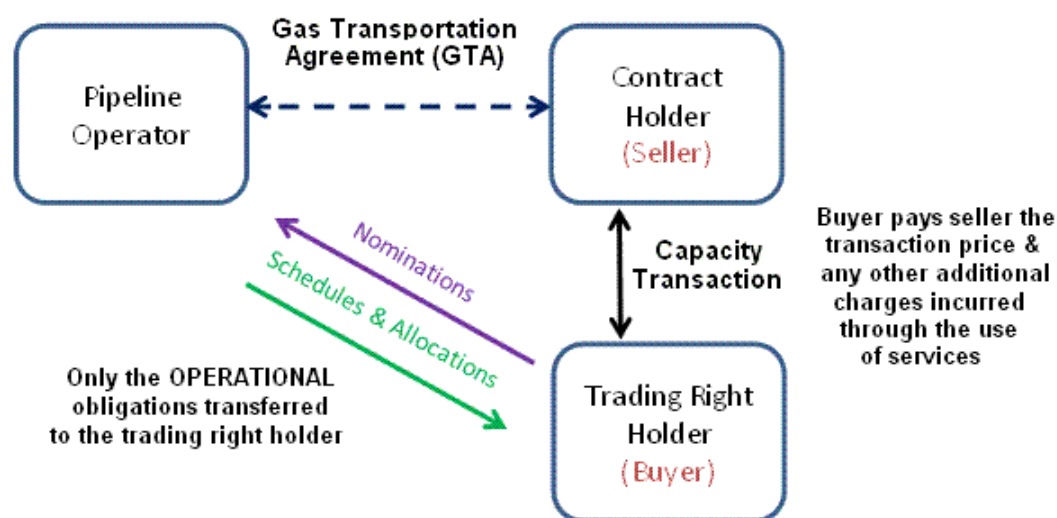 Gas Transportation
Agreement (GTA)
Pipeline
Operator
Contract
Holder
(Seller)
Buyer pays seller the
transaction price &
any other additional
charges incurred
through the use
of services
Capacity
Transaction
Nominations
Schedules & Allocations
Only the OPERATIONAL
obligations transferred
to the trading right holder
Trading Right
Holder
(Buyer)